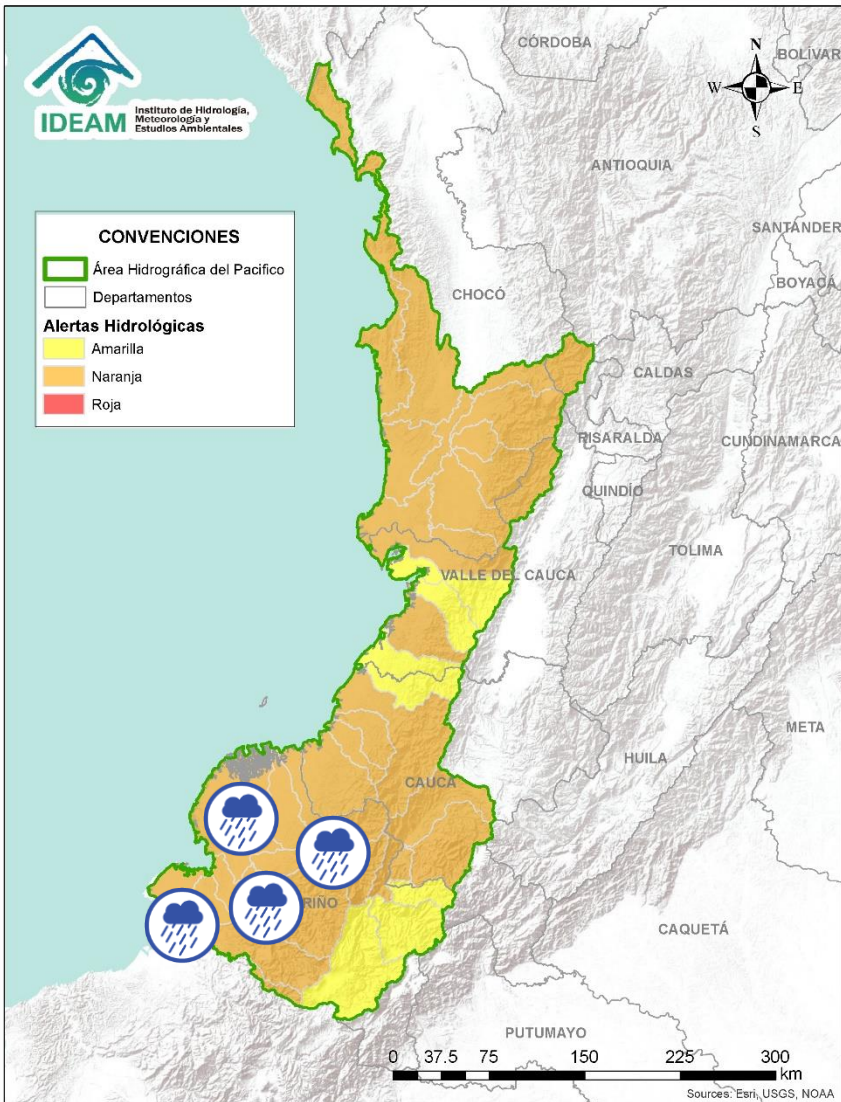 IDEAM
Instituto de Hidrología,
Meteorología y
Estudios Ambientales
CÓRDOBA
BOLÍVAR
N
W
E
S
ANTIOQUIA
SANTANDER
BOYACÁ
CONVENCIONES
Área Hidrográfica del Pacifico
Departamentos
Alertas Hidrológicas
Amarilla
Naranja
Roja
CHOCÓ
CALDAS
RISARALDA
CUNDINAMARCA
QUINDÍO
TOLIMA
VALLE DEL CAUCA
META
HUILA
CAUCA
RIÑO
CAQUETÁ
PUTUMAYO
0 37.5 75 150 225 300
km
Sources: Esri, USGS, NOAA